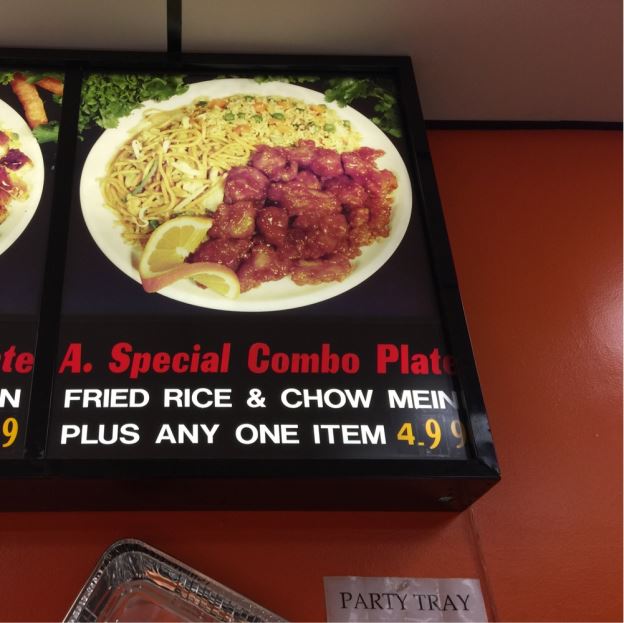 A. Special Combo Plate
FRIED RICE & CHOW MEIN
PLUS ANY ONE ITEM 4.99
PARTY TRAY